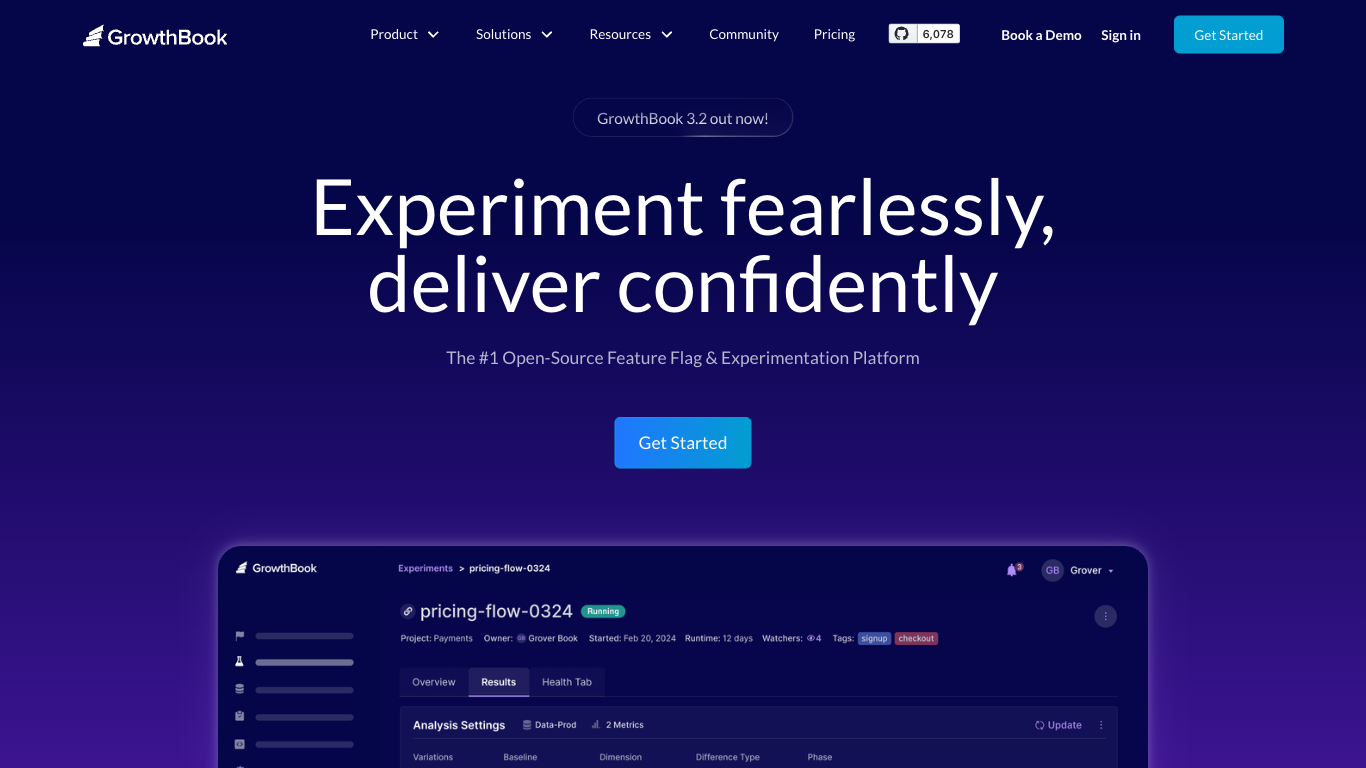 GrowthBook
Product
Solutions
Resources
Community
Pricing
6,078
Book a Demo
Sign in
Get Started
GrowthBook 3.2 out now!
Experiment fearlessly,
deliver confidently
The #1 Open-Source Feature Flag & Experimentation Platform
Get Started
GrowthBook
Experiments > pricing-flow-0324
3
GB
Grover
pricing-flow-0324
Running
Project: Payments
Owner: GB Grover Book
Started: Feb 20, 2024
Runtime: 12 days
Watchers: 4
Tags: signup checkout
Overview
Results
Health Tab
Analysis Settings
Data-Prod
2 Metrics
Update
Variations
Baseline
Dimension
Difference Type
Phase